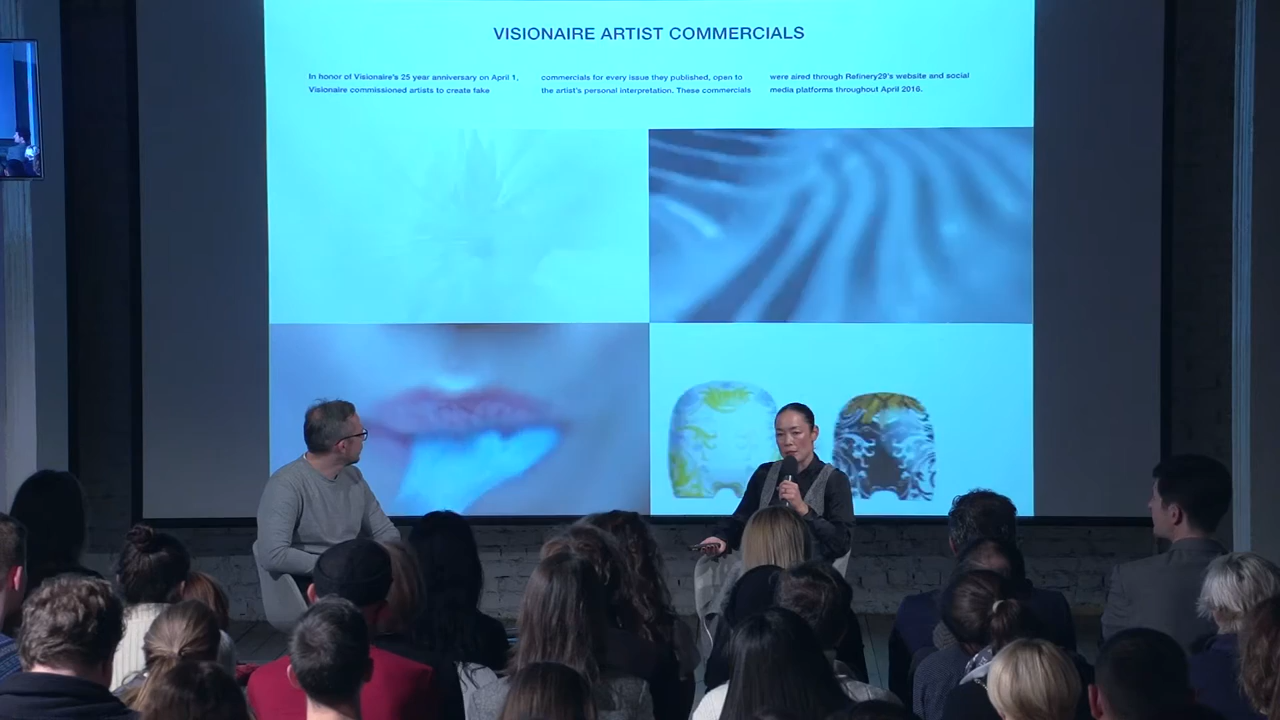 VISIONAIRE ARTIST COMMERCIALS
In honor of Visionaire's 25 year anniversary on April 1,
Visionaire commissioned artists to create fake
commercials for every issue they published, open to
the artist's personal interpretation. These commercials
were aired through Refinery29's website and social
media platforms throughout April 2016.